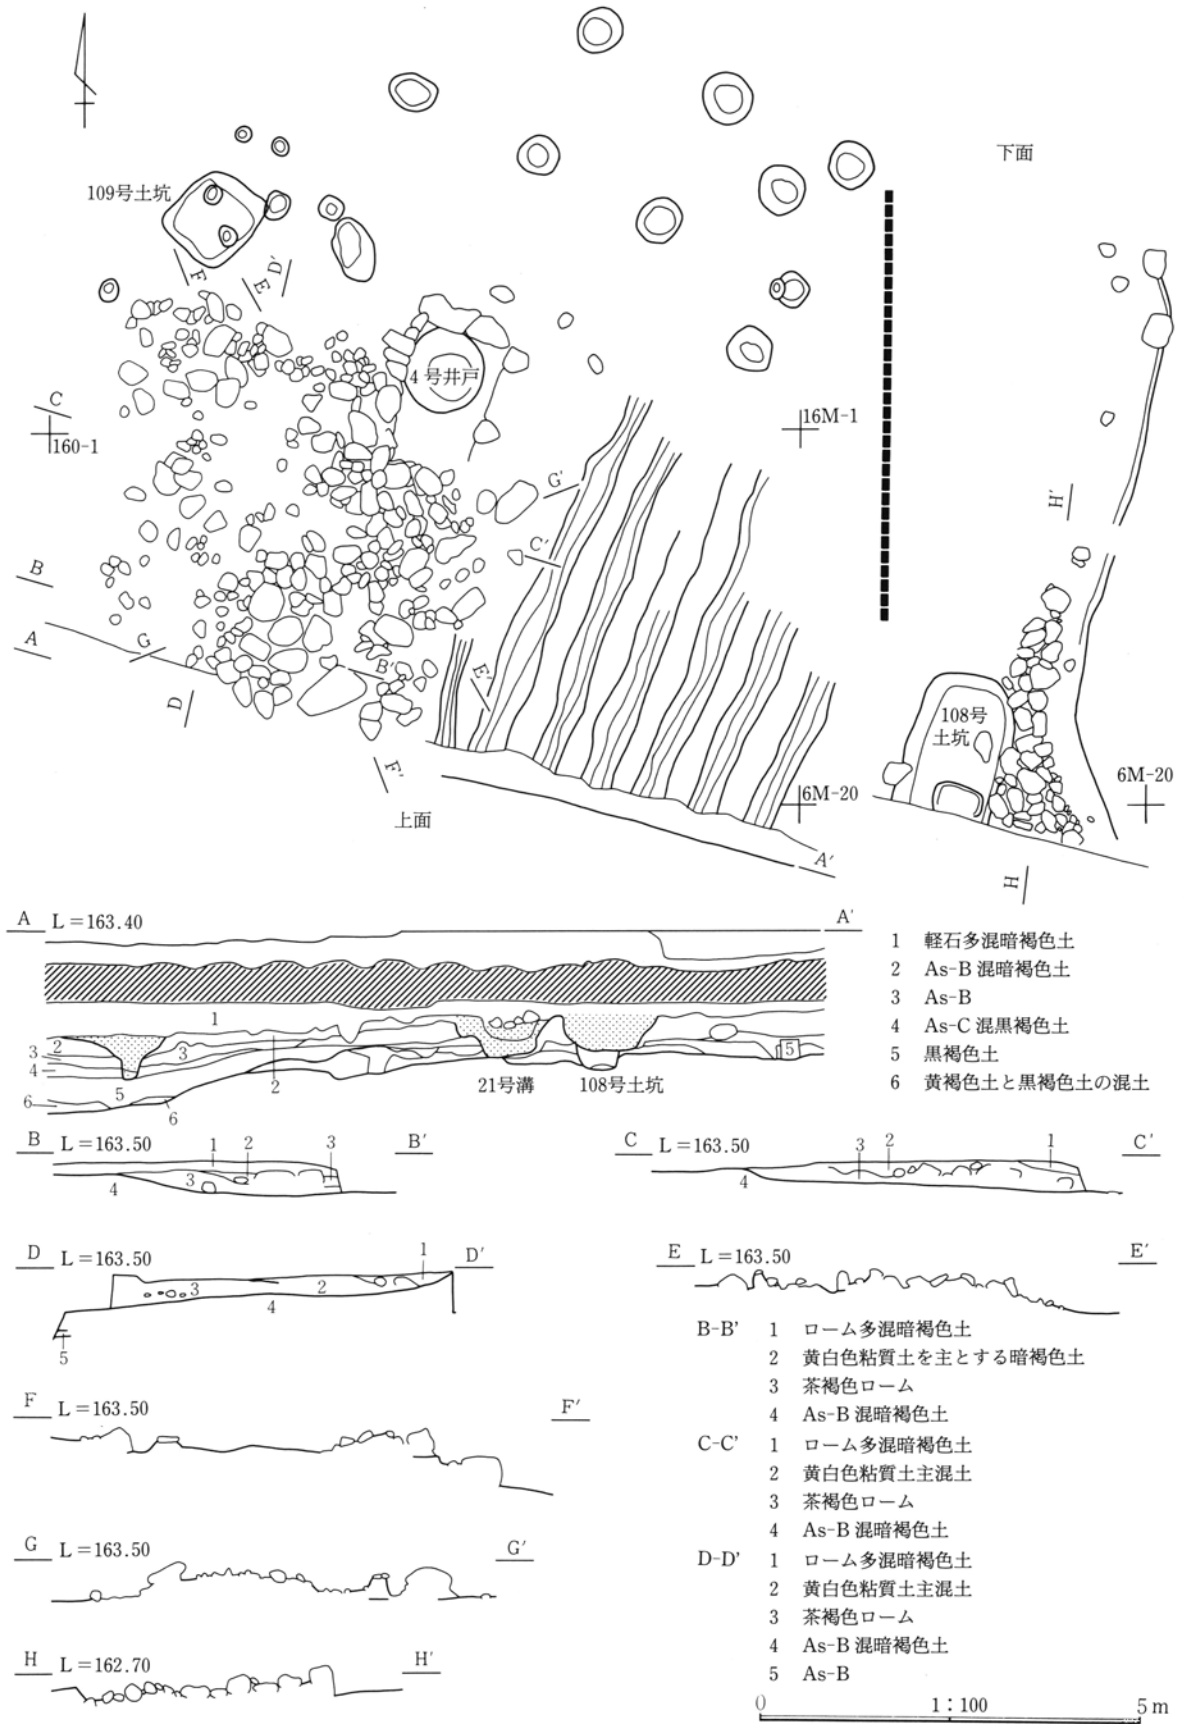 下面
109号土坑
F
E
D'
4号井戸
C
160-1
16M-1
G'
H'
C'
B
A
G
B'
E'
D
108号
土坑
6M-20
6M-20
F'
上面
A'
H
A L=163.40 A'
1
2
3
3
4
5
2
5
6
6
21号溝
108号土坑
1 軽石多混暗褐色土
2 As-B混暗褐色土
3 As-B
4 As-C混黒褐色土
5 黒褐色土
6 黄褐色土と黒褐色土の混土
B L=163.50 B'
1 2 3
3
4
C L=163.50 C'
3 2 1
4
D L=163.50 D'
1
3 2
4
5
E L=163.50 E'
F L=163.50 F'
G L=163.50 G'
H L=162.70 H'
B-B' 1 ローム多混暗褐色土
2 黄白色粘質土を主とする暗褐色土
3 茶褐色ローム
4 As-B混暗褐色土
C-C' 1 ローム多混暗褐色土
2 黄白色粘質土主混土
3 茶褐色ローム
4 As-B混暗褐色土
D-D' 1 ローム多混暗褐色土
2 黄白色粘質土主混土
3 茶褐色ローム
4 As-B混暗褐色土
5 As-B
0 1:100 5m